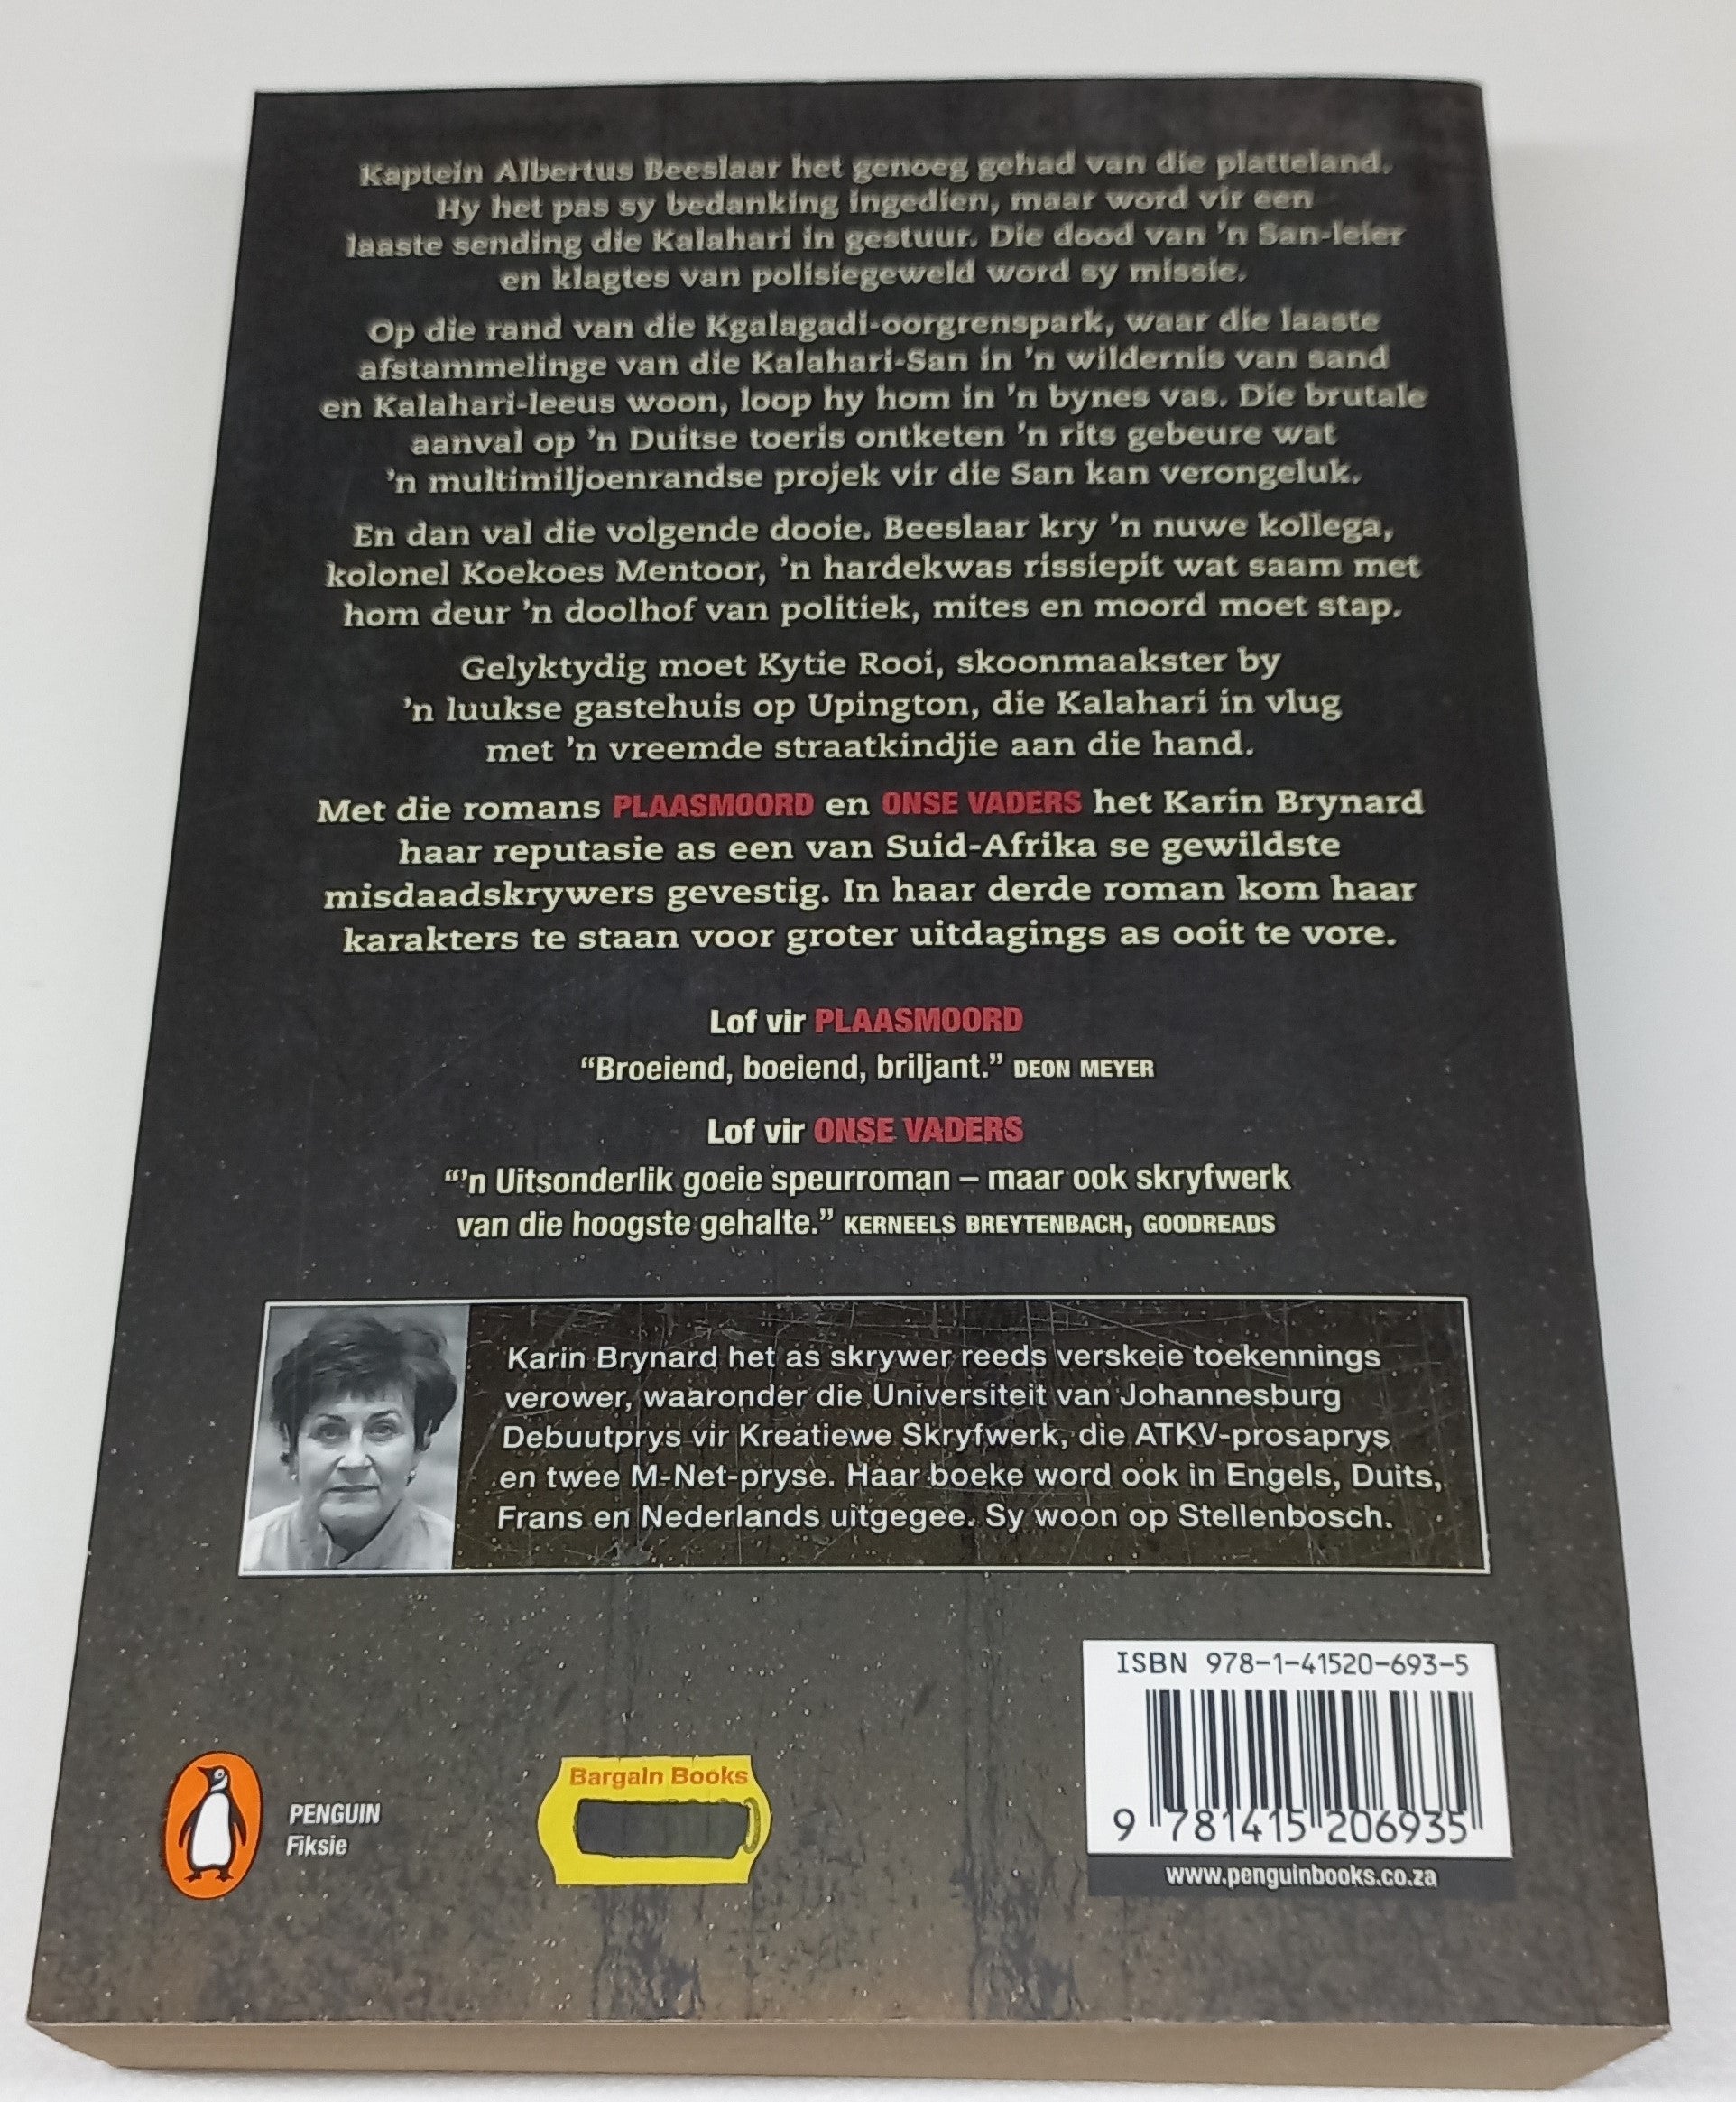 Kaptein Albertus Beeslaar het genoeg gehad van die platteland.
Hy het pas sy bedanking ingedien, maar word vir een
laaste sending die Kalahari in gestuur. Die dood van 'n San-leier
en klagtes van polisiegeweld word sy missie.
Op die rand van die Kgalagadi-oorgrenspark, waar die laaste
afstammelinge van die Kalahari-San in 'n wildernis van sand
en Kalahari-leeus woon, loop hy hom in 'n bynes vas. Die brutale
aanval op 'n Duitse toeris ontketen 'n rits gebeure wat
'n multimiljoenrandse projek vir die San kan verongeluk.
En dan val die volgende dooie. Beeslaar kry 'n nuwe kollega,
kolonel Koekoes Mentoor, 'n hardekwas rissiepit wat saam met
hom deur 'n doolhof van politiek, mites en moord moet stap.
Gelyktydig moet Kytie Rooi, skoonmaakster by
'n luukse gastehuis op Upington, die Kalahari in vlug
met 'n vreemde straatkindjie aan die hand.
Met die romans PLAASMOORD en ONSE VADERS het Karin Brynard
haar reputasie as een van Suid-Afrika se gewildste
misdaadskrywers gevestig. In haar derde roman kom haar
karakters te staan voor groter uitdagings as ooit te vore.
Lof vir PLAASMOORD
“Broeiend, boeiend, briljant.” DEON MEYER
Lof vir ONSE VADERS
“'n Uitsonderlik goeie speurroman – maar ook skryfwerk
van die hoogste gehalte.” KERNEELS BREYTENBACH, GOODREADS
Karin Brynard het as skrywer reeds verskeie toekennings
verower, waaronder die Universiteit van Johannesburg
Debuutprys vir Kreatiewe Skryfwerk, die ATKV-prosaprys
en twee M-Net-pryse. Haar boeke word ook in Engels, Duits,
Frans en Nederlands uitgegee. Sy woon op Stellenbosch.
ISBN 978-1-41520-693-5
9 781415 206935
www.penguinbooks.co.za
PENGUIN
Fiksie
Bargain Books